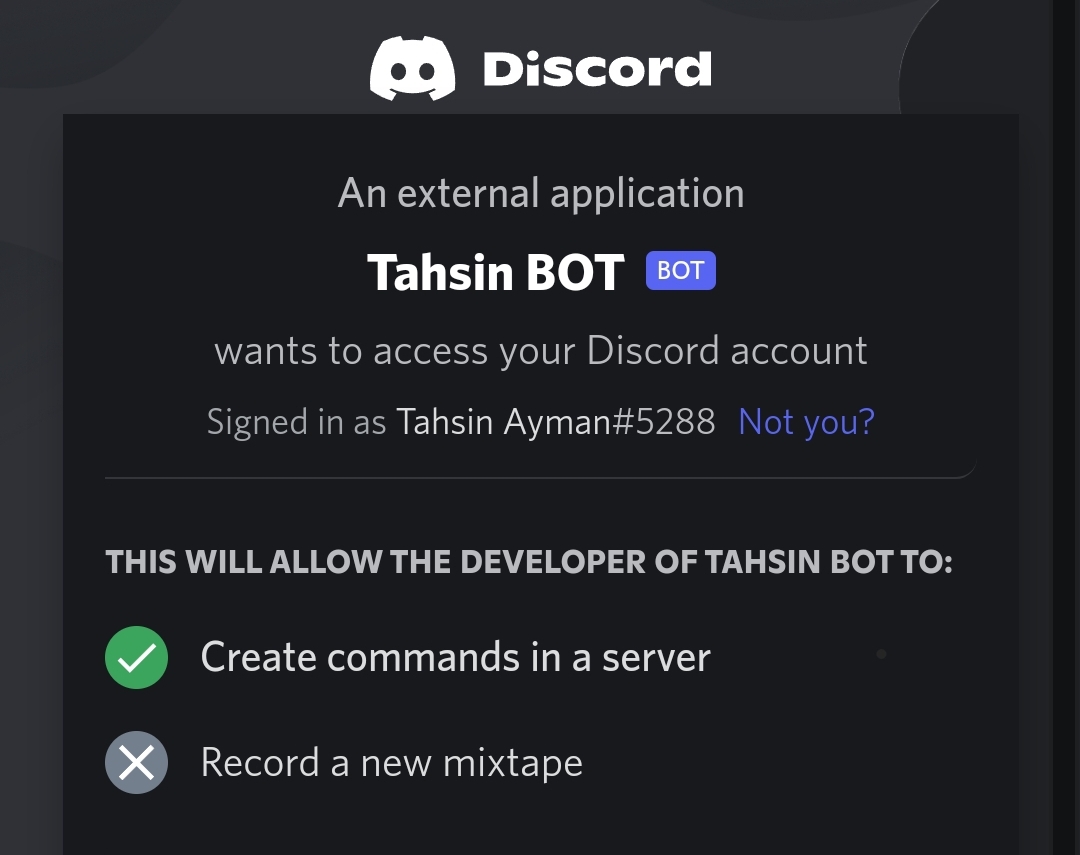 Discord
An external application
Tahsin BOT BOT
wants to access your Discord account
Signed in as Tahsin Ayman#5288 Not you?
THIS WILL ALLOW THE DEVELOPER OF TAHSIN BOT TO:
Create commands in a server
Record a new mixtape